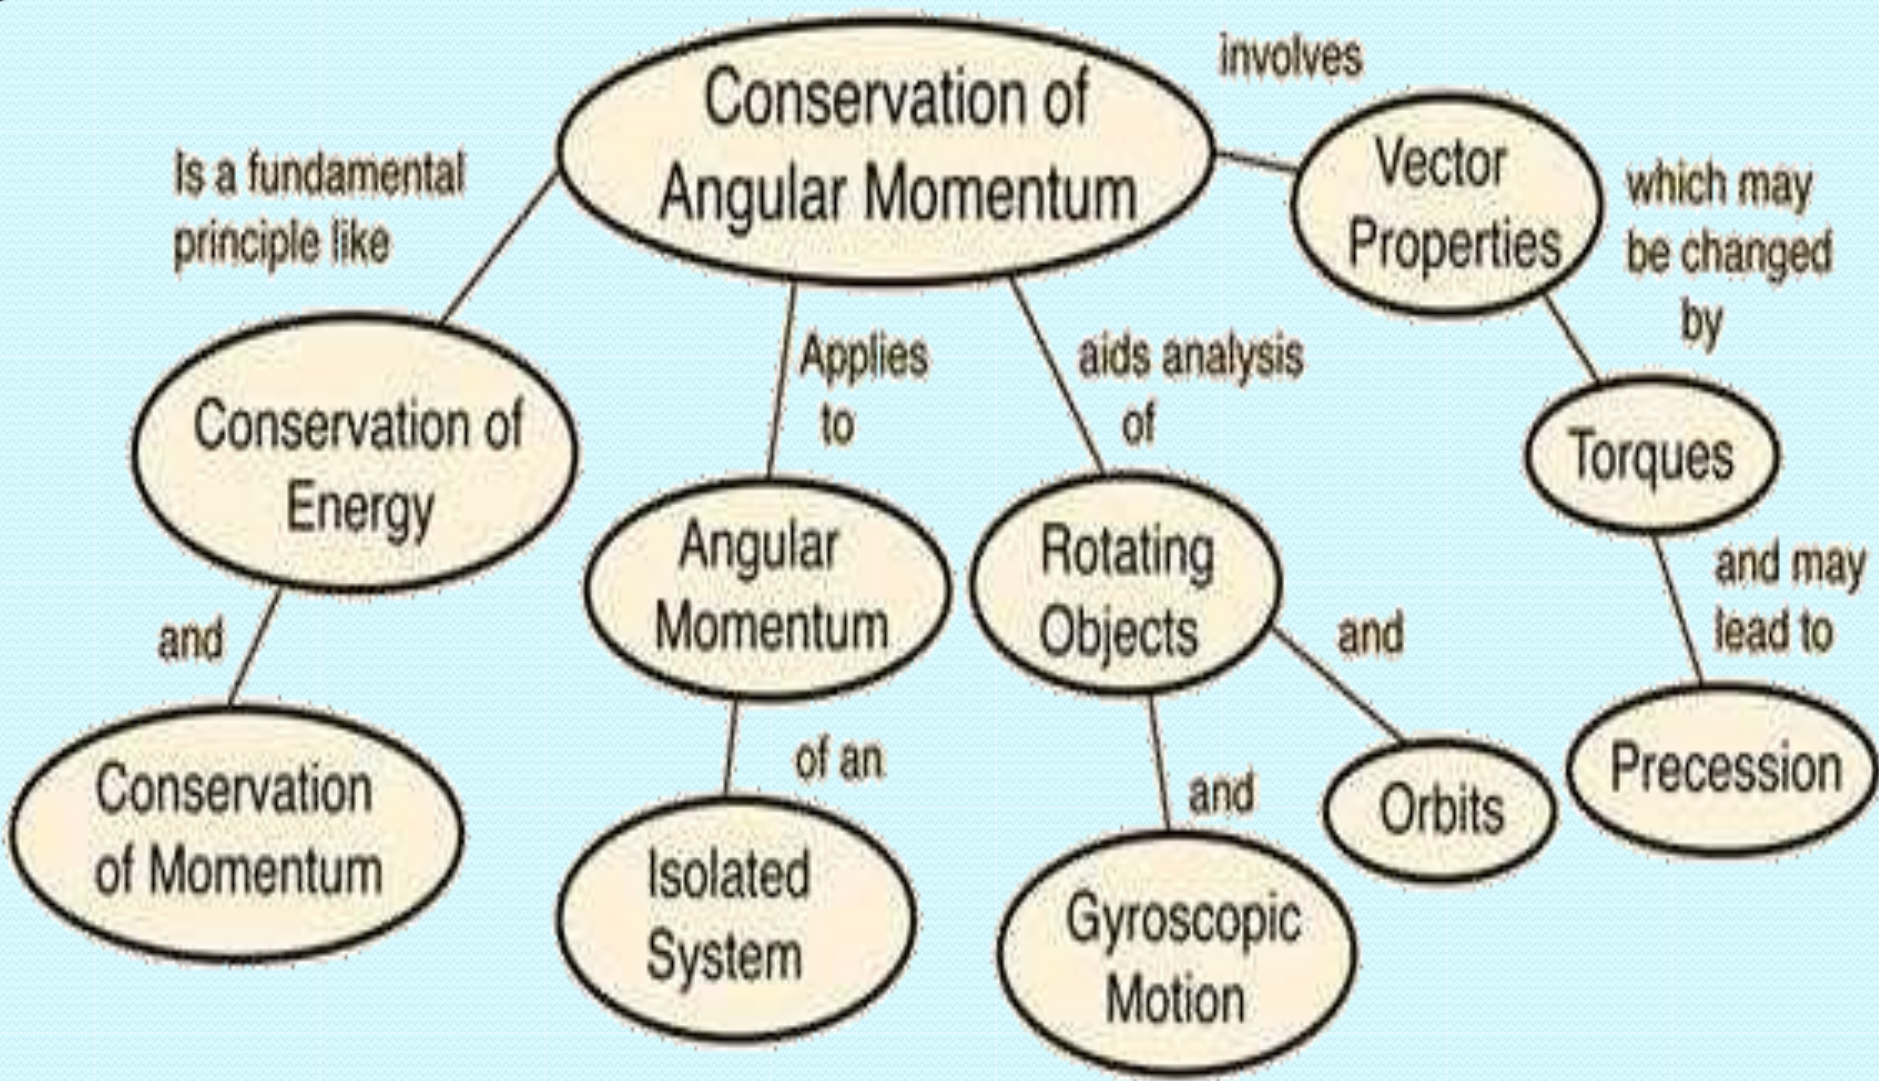 Conservation of
Angular Momentum
involves
Vector
Properties
which may
be changed
by
Torques
and may
lead to
Precession
Is a fundamental
principle like
Conservation of
Energy
and
Conservation
of Momentum
Applies
to
Angular
Momentum
of an
Isolated
System
aids analysis
of
Rotating
Objects
and
Gyroscopic
Motion
and
Orbits